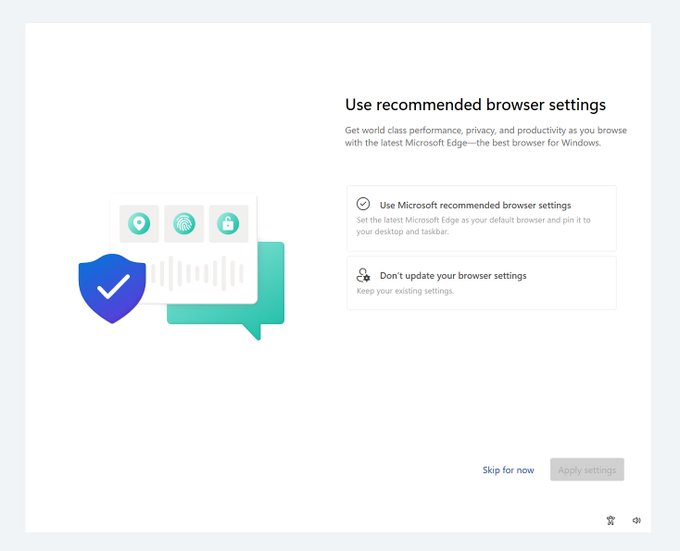 Use recommended browser settings
Get world class performance, privacy, and productivity as you browse
with the latest Microsoft Edge—the best browser for Windows.
Use Microsoft recommended browser settings
Set the latest Microsoft Edge as your default browser and pin it to
your desktop and taskbar.
Don't update your browser settings
Keep your existing settings.
Skip for now
Apply settings